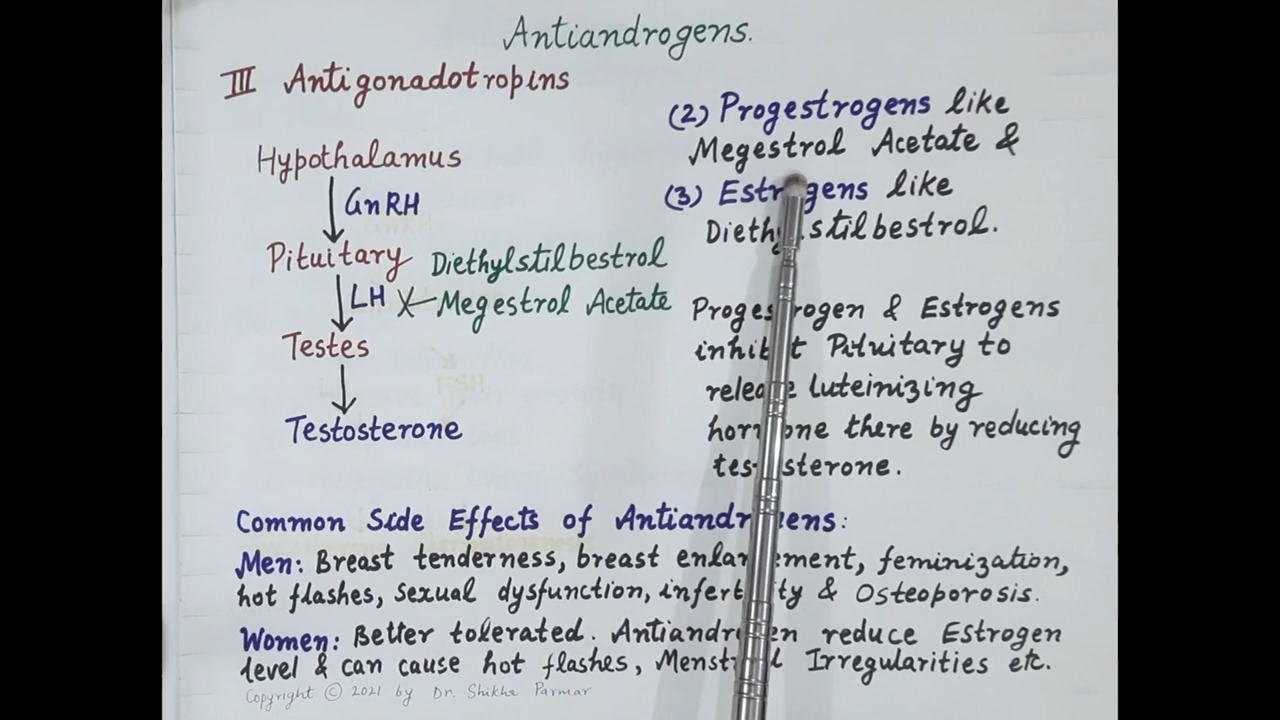 Antiandrogens.
III Antigonadotropins
Hypothalamus
GnRH
Pituitary
LH X
Testes
Testosterone
Diethylstilbestrol
Megestrol Acetate
(2) Progestrogens like
Megestrol Acetate &
(3) Estrogens like
Diethylstilbestrol.
Progestrogen & Estrogens
inhibit Pituitary to
release luteinizing
hormone there by reducing
testosterone.
Common Side Effects of Antiandrogens:
Men: Breast tenderness, breast enlargement, feminization,
hot flashes, sexual dysfunction, infertility & Osteoporosis.
Women: Better tolerated. Antiandrogen reduce Estrogen
level & can cause hot flashes, Menstrual Irregularities etc.
Copyright © 2021 by Dr. Shikha Parmar